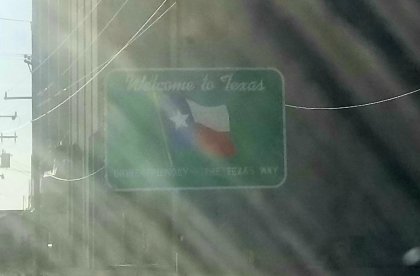 Welcome to Texas
DRIVE FRIENDLY - THE TEXAS WAY